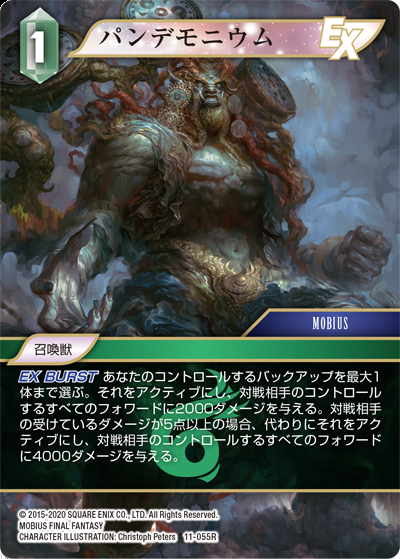 1
パンデモニウム
EX
MOBIUS
召喚獣
EX BURST あなたのコントロールするバックアップを最大1
体まで選ぶ。それをアクティブにし、対戦相手のコントロール
するすべてのフォワードに2000ダメージを与える。対戦相手
の受けているダメージが5点以上の場合、代わりにそれをアク
ティブにし、対戦相手のコントロールするすべてのフォワード
に4000ダメージを与える。
© 2015-2020 SQUARE ENIX CO., LTD. All Rights Reserved.
MOBIUS FINAL FANTASY
CHARACTER ILLUSTRATION: Christoph Peters 11-055R